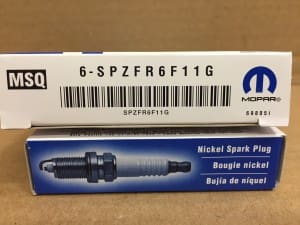 MSQ
6-SPZFR6F11G
SPZFR6F11G
MOPAR
Nickel Spark Plug
Bougie nickel
Bujía de níquel